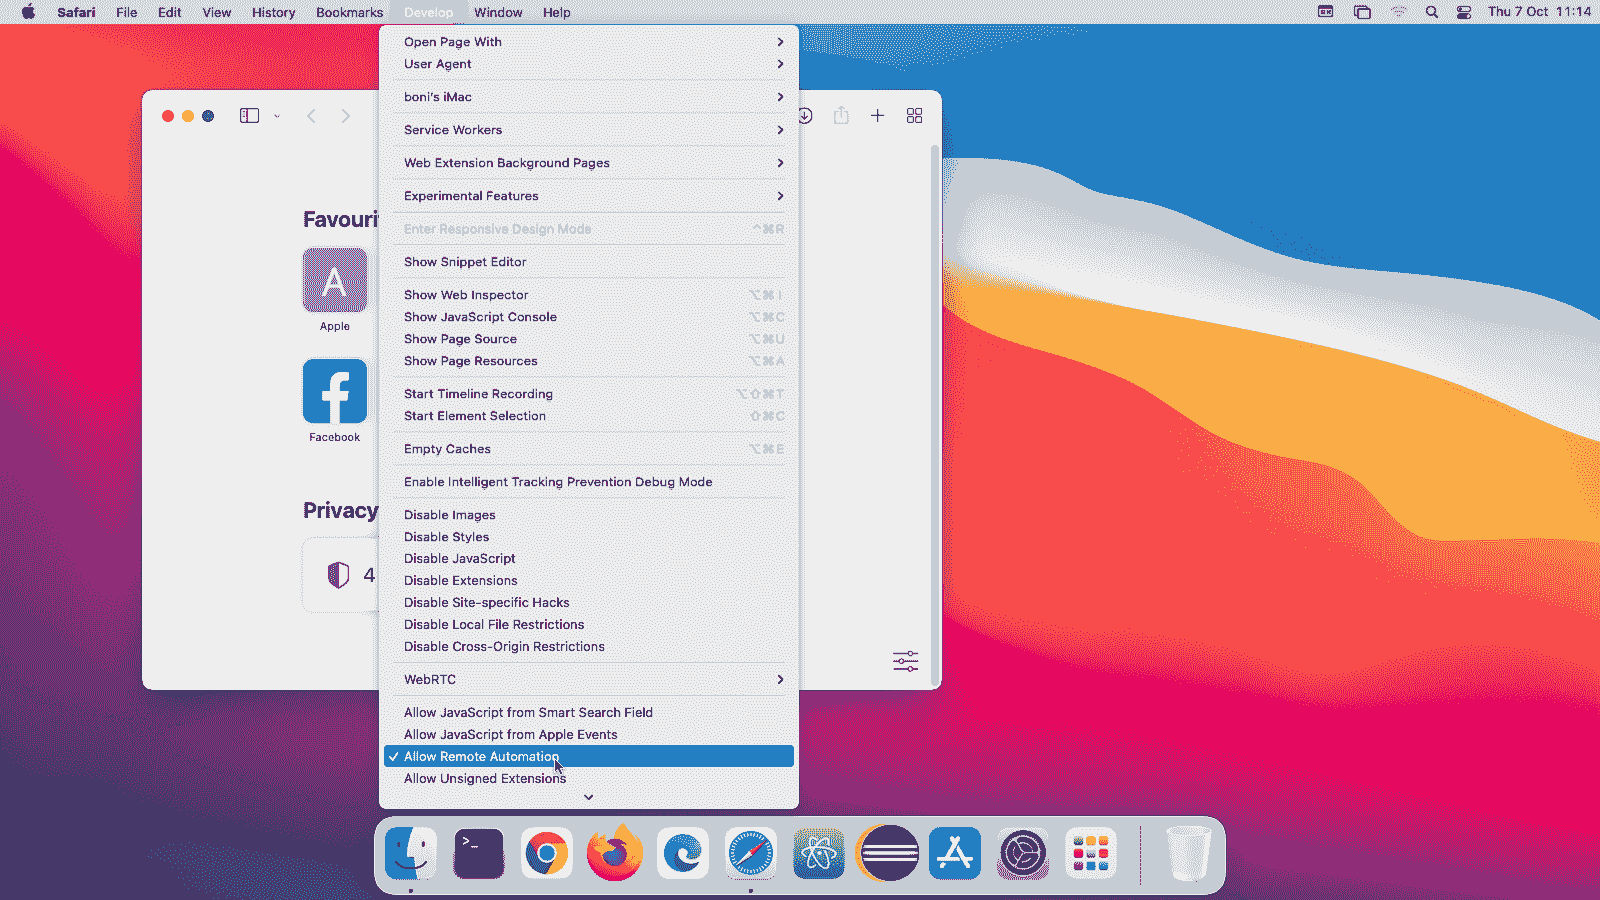 Safari File Edit View History Bookmarks Develop Window Help Thu 7 Oct 11:14
Open Page With
User Agent
boni's iMac
Service Workers
Web Extension Background Pages
Experimental Features
Enter Responsive Design Mode ^⌘R
Show Snippet Editor
Show Web Inspector ⌥⌘I
Show JavaScript Console ⌥⌘C
Show Page Source ⌥⌘U
Show Page Resources ⌥⌘A
Start Timeline Recording ⌥⇧⌘T
Start Element Selection ⇧⌘C
Empty Caches ⌥⌘E
Enable Intelligent Tracking Prevention Debug Mode
Disable Images
Disable Styles
Disable JavaScript
Disable Extensions
Disable Site-specific Hacks
Disable Local File Restrictions
Disable Cross-Origin Restrictions
WebRTC
Allow JavaScript from Smart Search Field
Allow JavaScript from Apple Events
✓ Allow Remote Automation
Allow Unsigned Extensions
Favouri
A
Apple
Facebook
Privacy
4